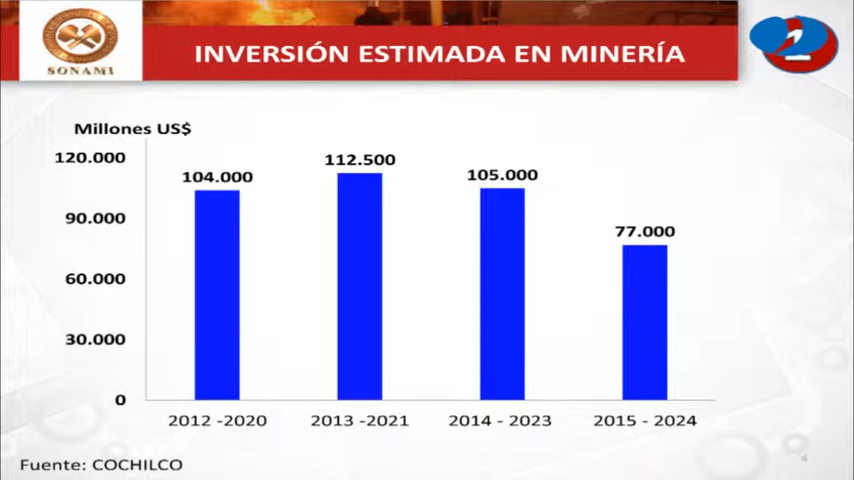 SONAMI
INVERSIÓN ESTIMADA EN MINERÍA
2
Millones US$
120.000
90.000
60.000
30.000
0
104.000
112.500
105.000
77.000
2012 -2020
2013 -2021
2014 - 2023
2015 - 2024
Fuente: COCHILCO
4